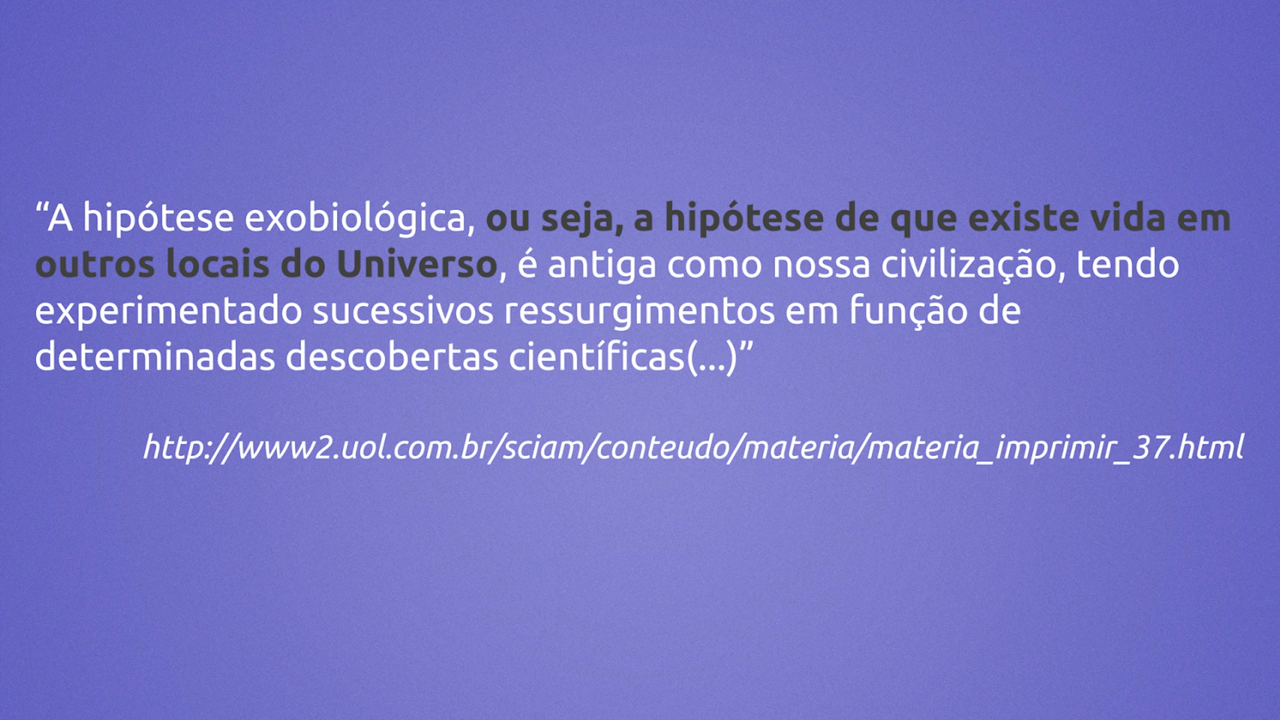 “A hipótese exobiológica, ou seja, a hipótese de que existe vida em
outros locais do Universo, é antiga como nossa civilização, tendo
experimentado sucessivos ressurgimentos em função de
determinadas descobertas científicas(...)”
http://www2.uol.com.br/sciam/conteudo/materia/materia_imprimir_37.html